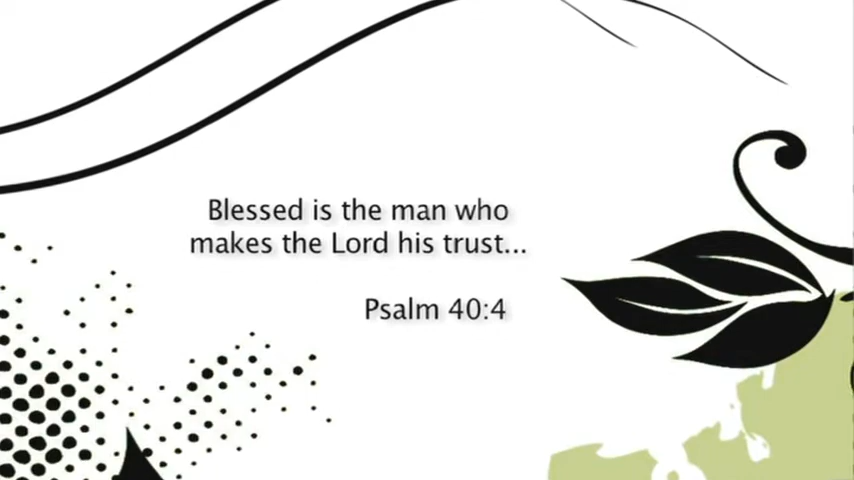 Blessed is the man who
makes the Lord his trust...
Psalm 40:4